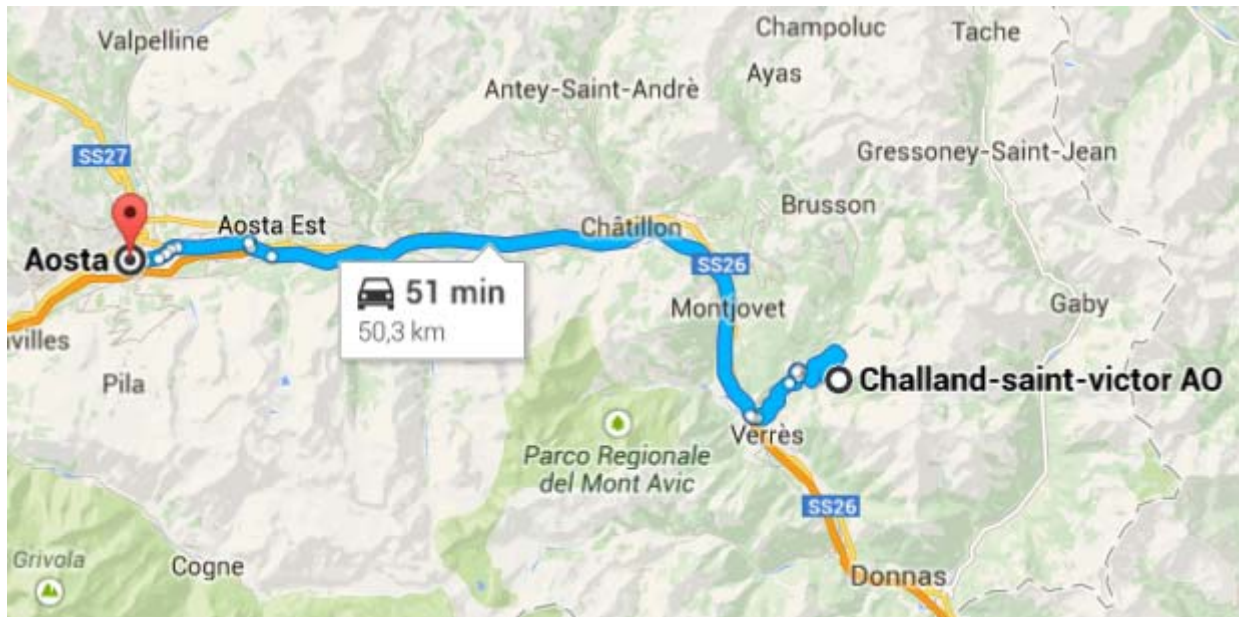 Champoluc
Tache
Valpelline
Ayas
Antey-Saint-Andrè
SS27
Gressoney-Saint-Jean
Brusson
Aosta Est
Châtillon
Aosta
SS26
51 min
50,3 km
Montjovet
Gaby
villes
Pila
Challand-saint-victor AO
Verrès
Parco Regionale
del Mont Avic
SS26
Grivola
Cogne
Donnas